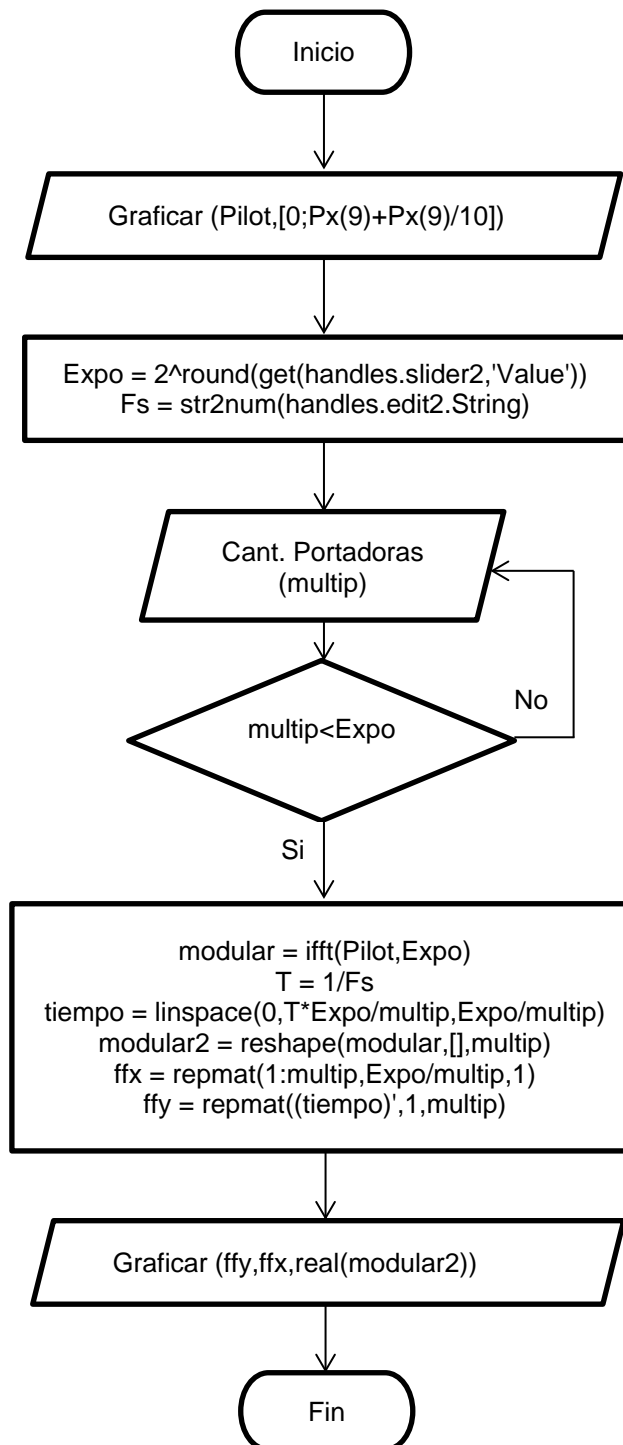 Inicio
Graficar (Pilot,[0;Px(9)+Px(9)/10])
Expo = 2^round(get(handles.slider2,'Value'))
Fs = str2num(handles.edit2.String)
Cant. Portadoras
(multip)
No
multip<Expo
Si
modular = ifft(Pilot,Expo)
T = 1/Fs
tiempo = linspace(0,T*Expo/multip,Expo/multip)
modular2 = reshape(modular,[],multip)
ffx = repmat(1:multip,Expo/multip,1)
ffy = repmat((tiempo)',1,multip)
Graficar (ffy,ffx,real(modular2))
Fin